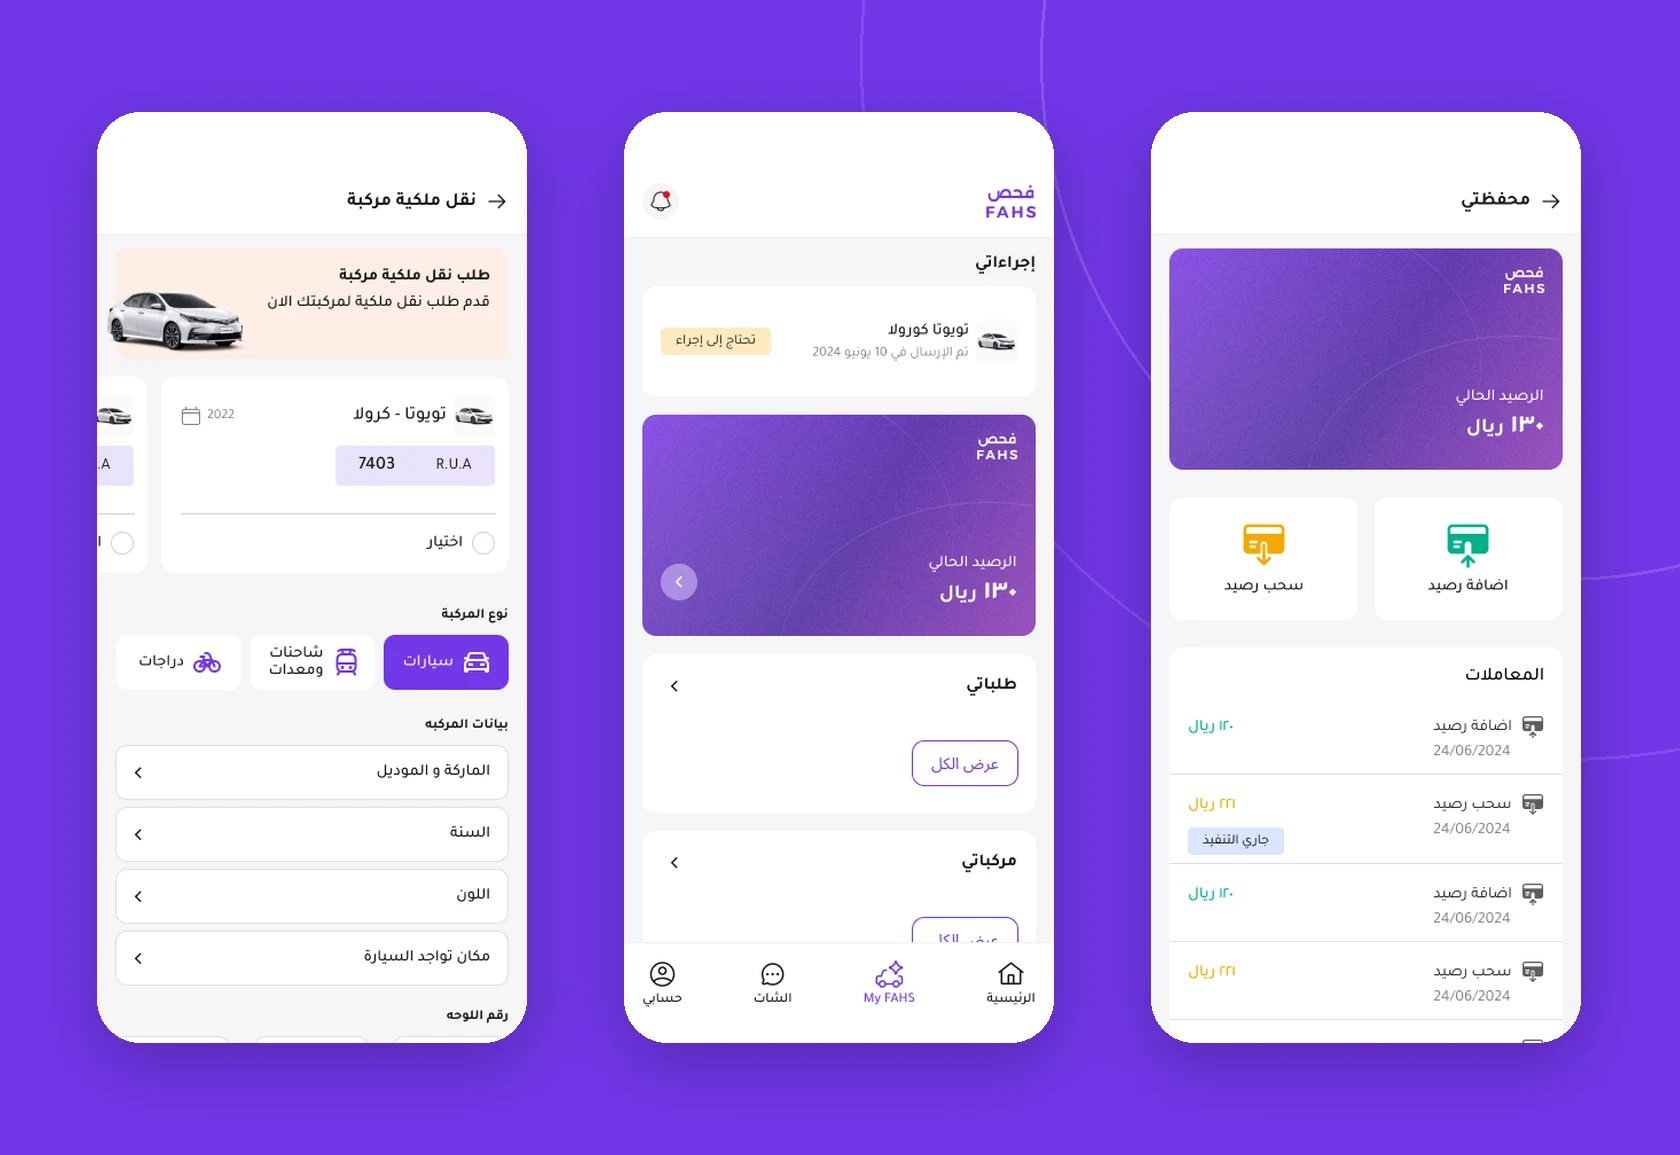 محفظتي
فحص
FAHS
الرصيد الحالي
١٣٠ ريال
اضافة رصيد
سحب رصيد
المعاملات
اضافة رصيد
١٢٠ ريال
24/06/2024
سحب رصيد
٢٢١ ريال
24/06/2024
جاري التنفيذ
اضافة رصيد
١٢٠ ريال
24/06/2024
سحب رصيد
٢٢١ ريال
24/06/2024
فحص
FAHS
إجراءاتي
تويوتا كورولا
تم الإرسال في 10 يونيو 2024
تحتاج إلى إجراء
فحص
FAHS
الرصيد الحالي
١٣٠ ريال
طلباتي
عرض الكل
مركباتي
عرض الكل
الرئيسية
My FAHS
الشات
حسابي
نقل ملكية مركبة
طلب نقل ملكية مركبة
قدم طلب نقل ملكية لمركبتك الان
تويوتا - كرولا
2022
R.U.A 7403
.A
اختيار
ا
نوع المركبة
سيارات
شاحنات
ومعدات
دراجات
بيانات المركبه
الماركة و الموديل
السنة
اللون
مكان تواجد السيارة
رقم اللوحه